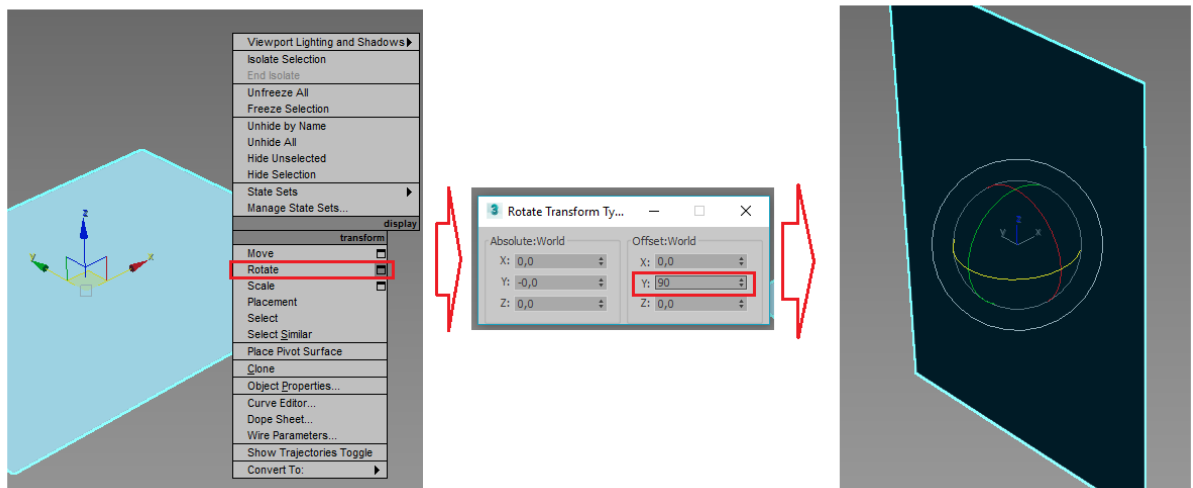 z
y
x
Viewport Lighting and Shadows
Isolate Selection
End Isolate
Unfreeze All
Freeze Selection
Unhide by Name
Unhide All
Hide Unselected
Hide Selection
State Sets
Manage State Sets...
display
transform
Move
Rotate
Scale
Placement
Select
Select Similar
Place Pivot Surface
Clone
Object Properties...
Curve Editor...
Dope Sheet...
Wire Parameters...
Show Trajectories Toggle
Convert To:
3 Rotate Transform Ty...
Absolute:World
X: 0,0
Y: -0,0
Z: 0,0
Offset:World
X: 0,0
Y: 90
Z: 0,0
z
y
x